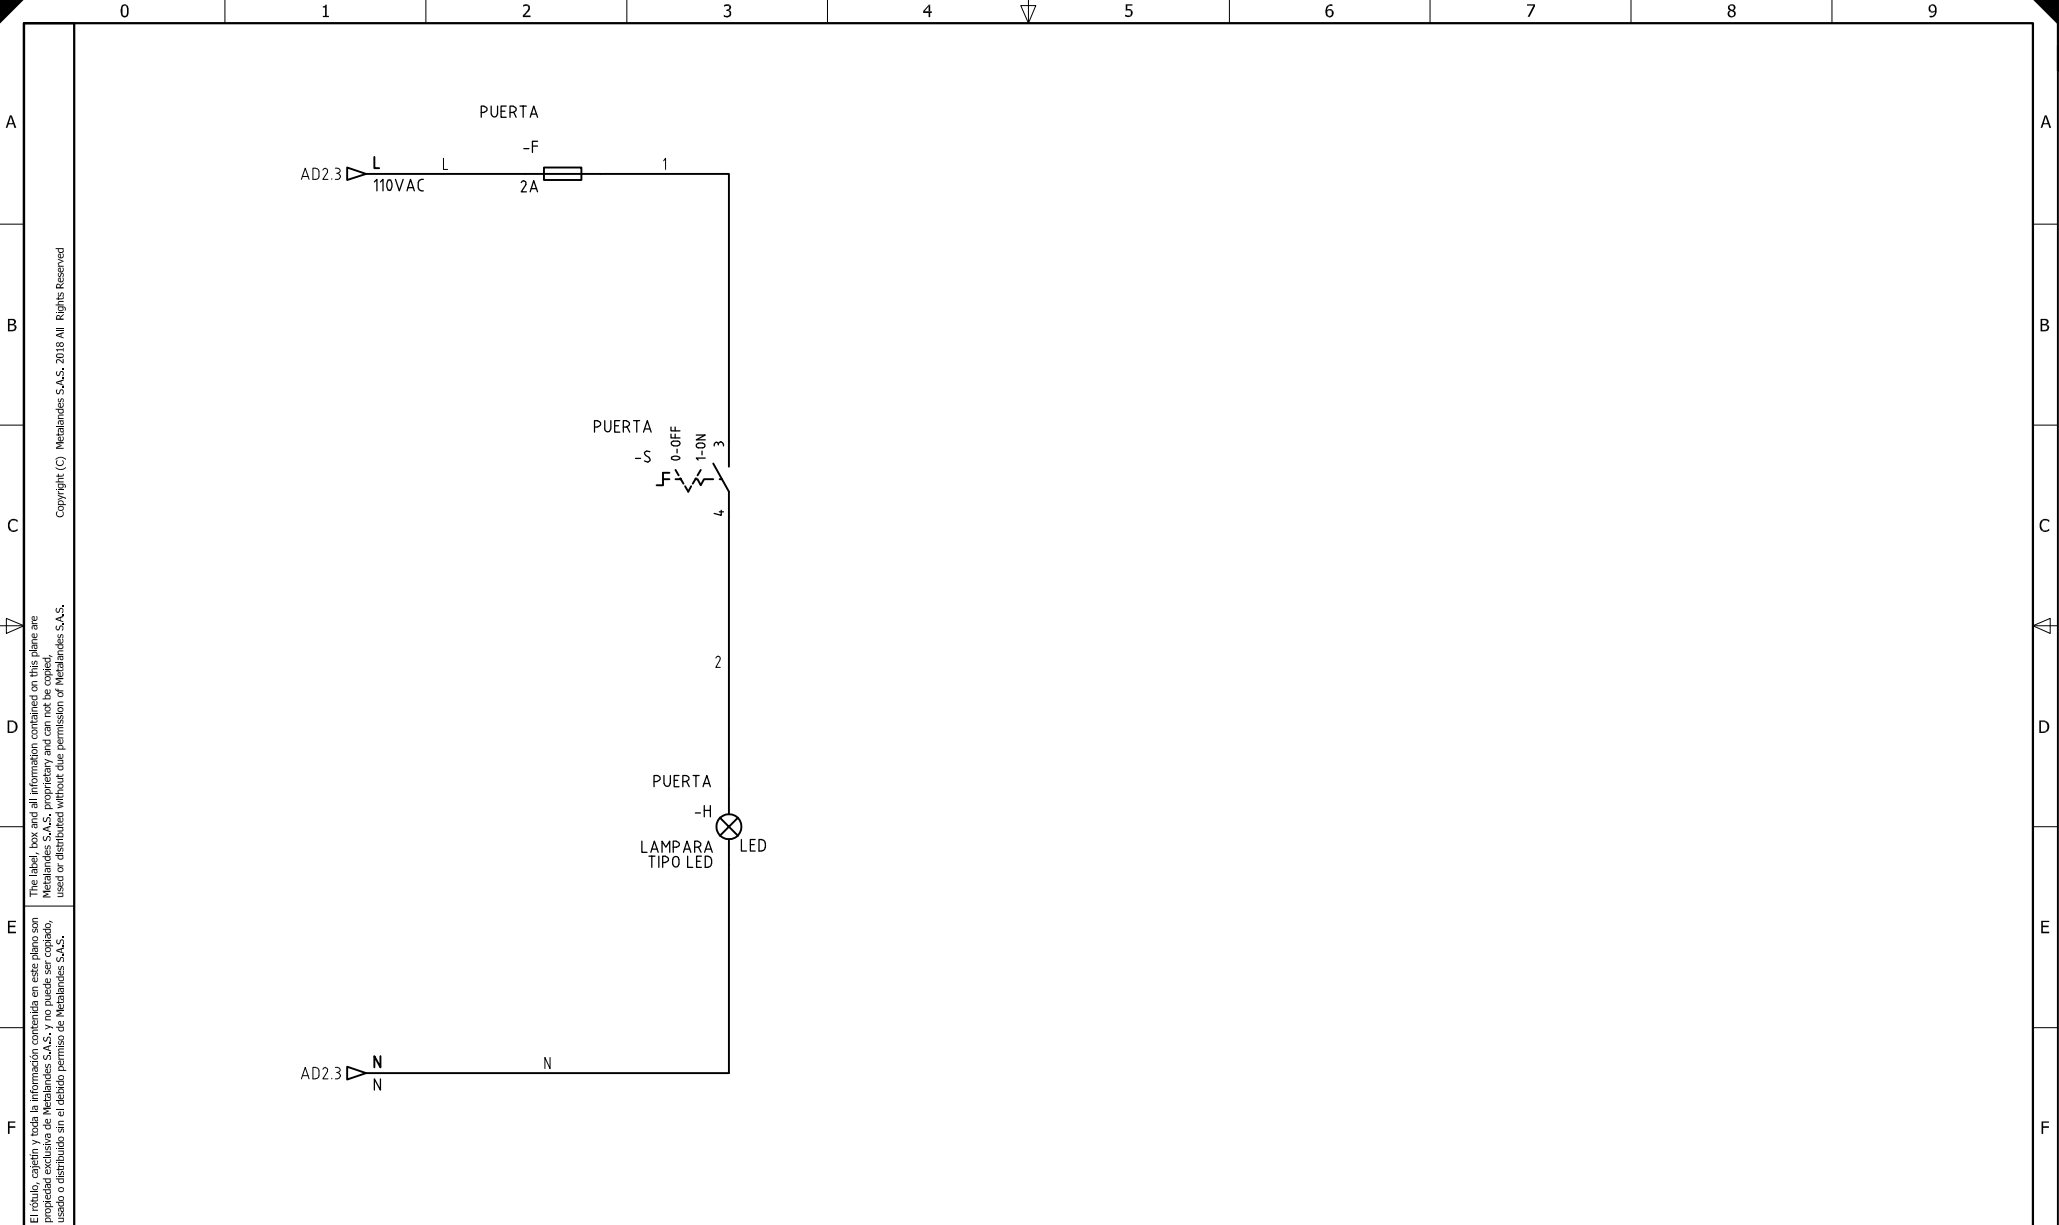 0 1 2 3 4 5 6 7 8 9
A A
B B
C C
D D
E E
F F
PUERTA
-F
AD2.3
L
110VAC
L
2A
1
PUERTA
-S
0-OFF
1-ON
3
4
2
PUERTA
-H
LAMPARA
TIPO LED
LED
AD2.3
N
N
N
Copyright (C) Metalandes S.A.S. 2018 All Rights Reserved
The label, box and all information contained on this plane are
Metalandes S.A.S. proprietary and can not be copied,
used or distributed without due permission of Metalandes S.A.S.
El rótulo, cajetín y toda la información contenida en este plano son
propiedad exclusiva de Metalandes S.A.S. y no puede ser copiado,
usado o distribuido sin el debido permiso de Metalandes S.A.S.